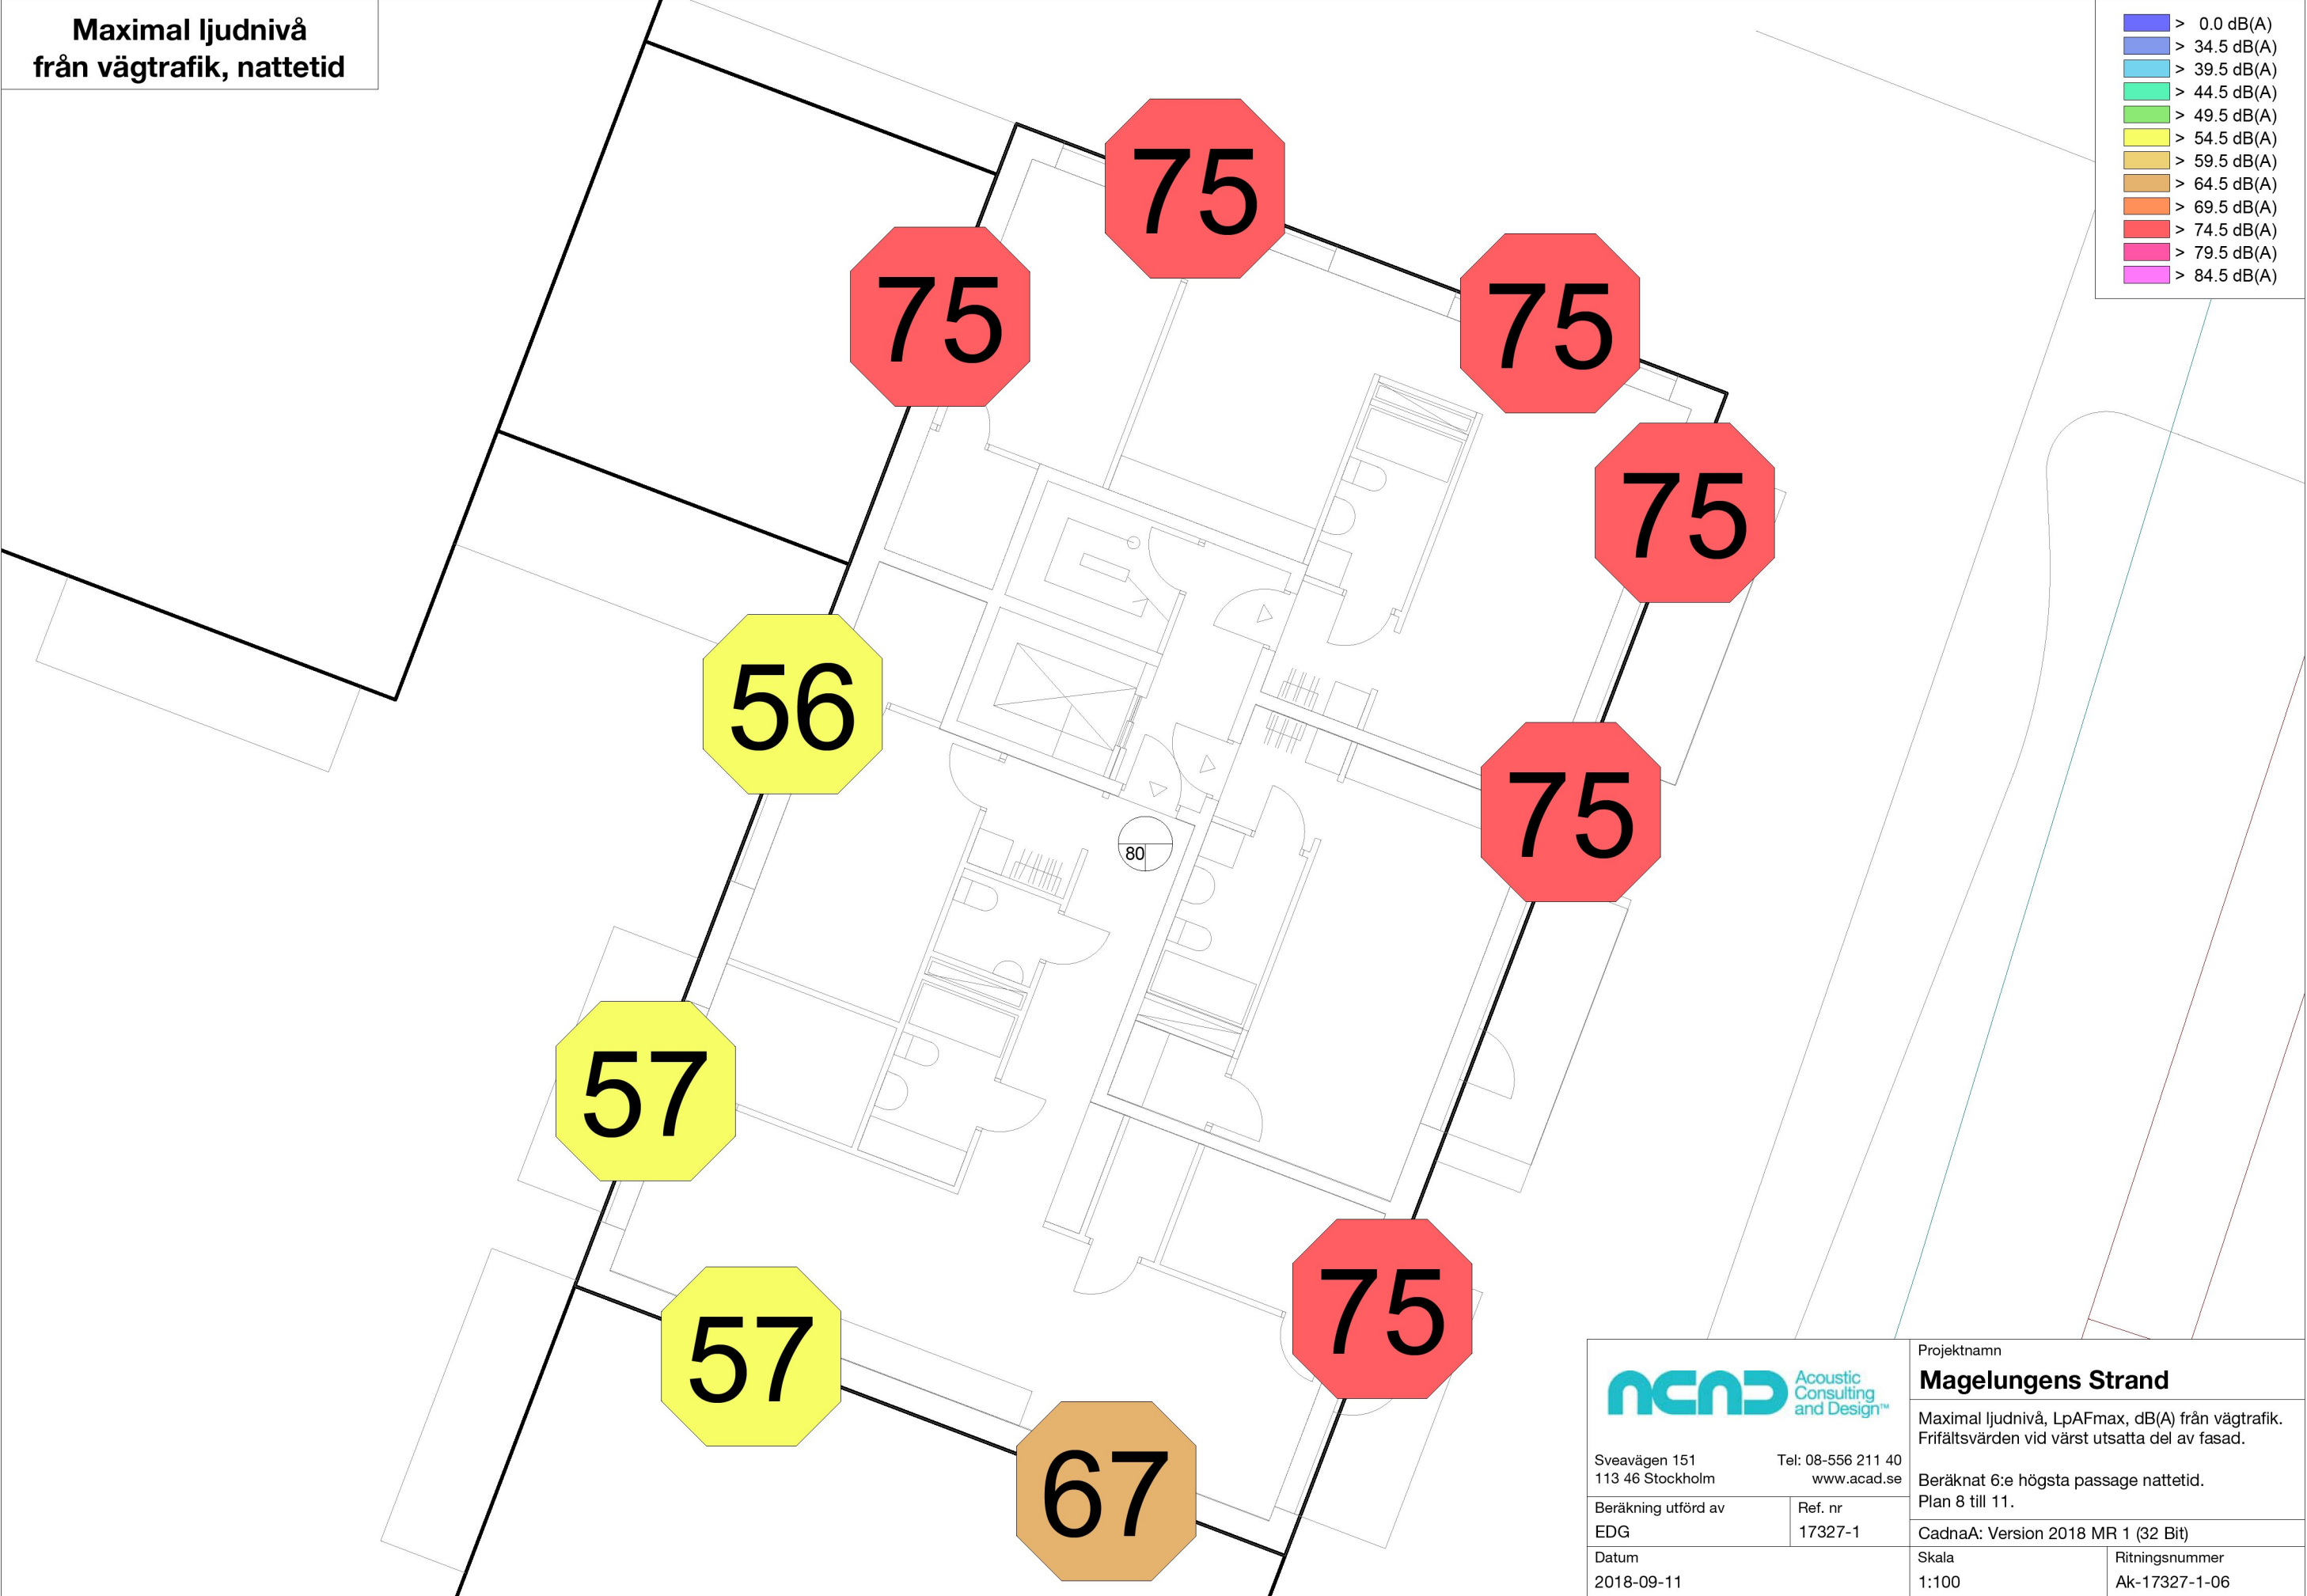 Maximal ljudnivå
från vägtrafik, nattetid
> 0.0 dB(A)
> 34.5 dB(A)
> 39.5 dB(A)
> 44.5 dB(A)
> 49.5 dB(A)
> 54.5 dB(A)
> 59.5 dB(A)
> 64.5 dB(A)
> 69.5 dB(A)
> 74.5 dB(A)
> 79.5 dB(A)
> 84.5 dB(A)
75
75
75
75
56
75
80
57
75
57
67
ACAD
Acoustic
Consulting
and Design™
Sveavägen 151
113 46 Stockholm
Tel: 08-556 211 40
www.acad.se
Beräkning utförd av
EDG
Ref. nr
17327-1
Datum
2018-09-11
Projektnamn
Magelungens Strand
Maximal ljudnivå, LpAFmax, dB(A) från vägtrafik.
Frifältsvärden vid värst utsatta del av fasad.
Beräknat 6:e högsta passage nattetid.
Plan 8 till 11.
CadnaA: Version 2018 MR 1 (32 Bit)
Skala
1:100
Ritningsnummer
Ak-17327-1-06